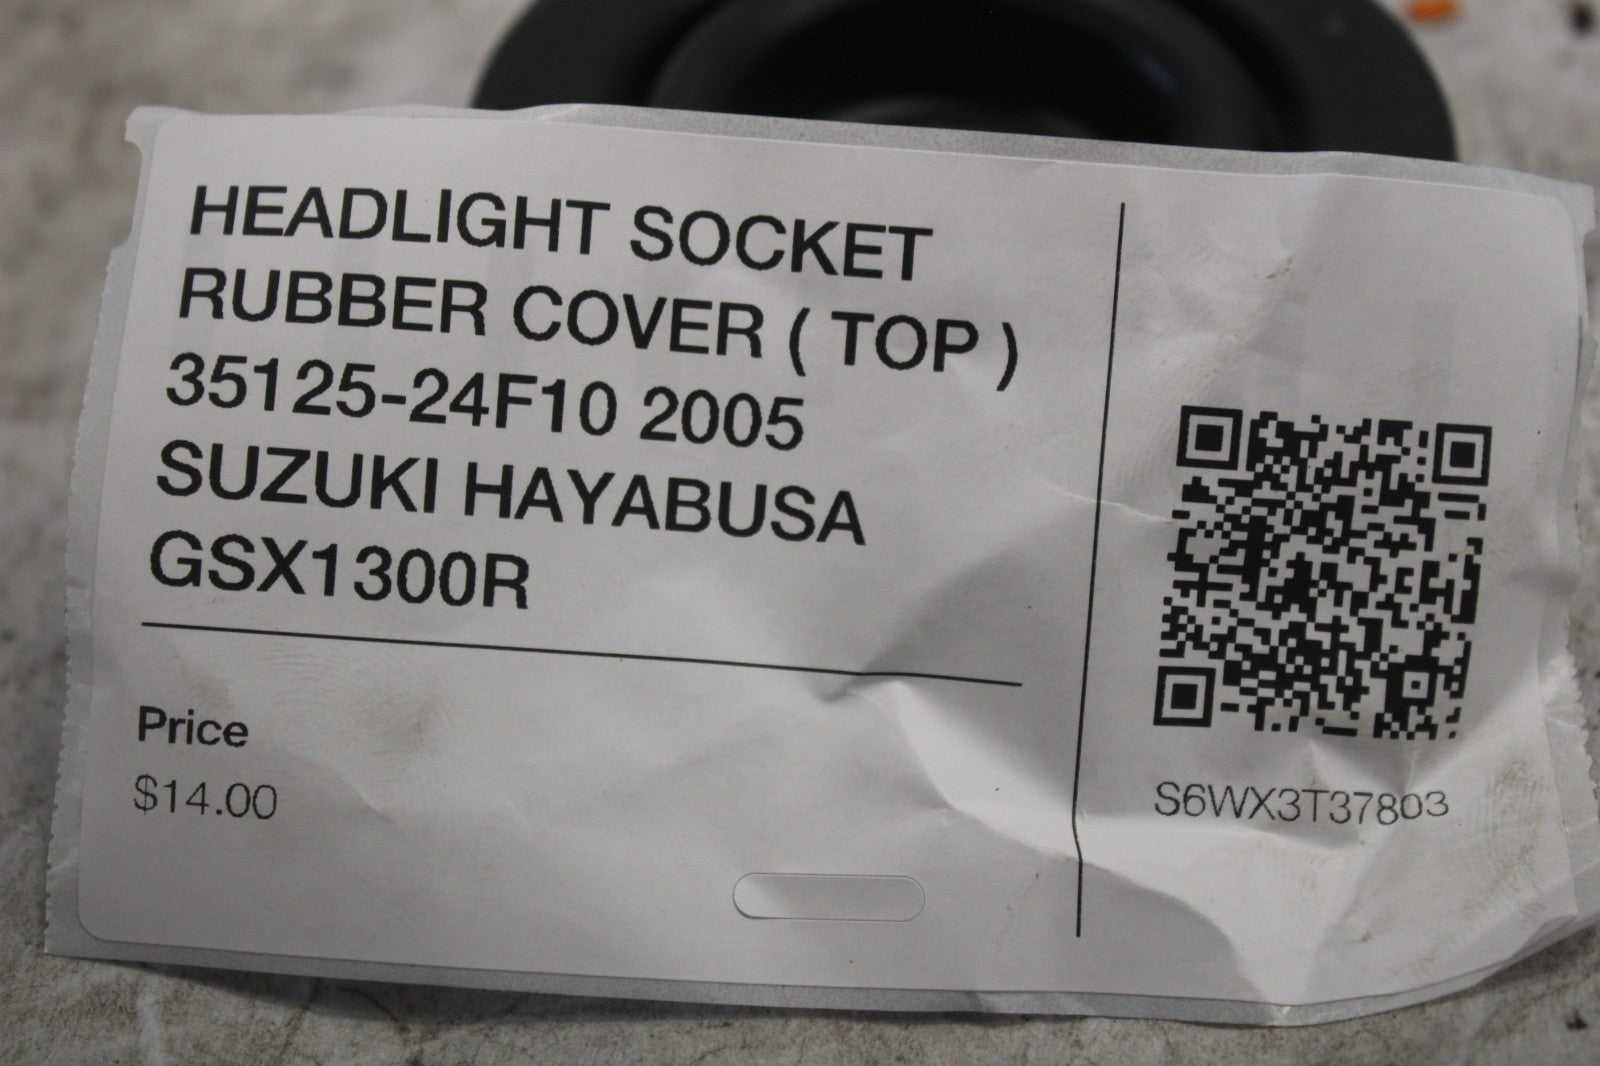 HEADLIGHT SOCKET
RUBBER COVER ( TOP )
35125-24F10 2005
SUZUKI HAYABUSA
GSX1300R
Price
$14.00
S6WX3T37803